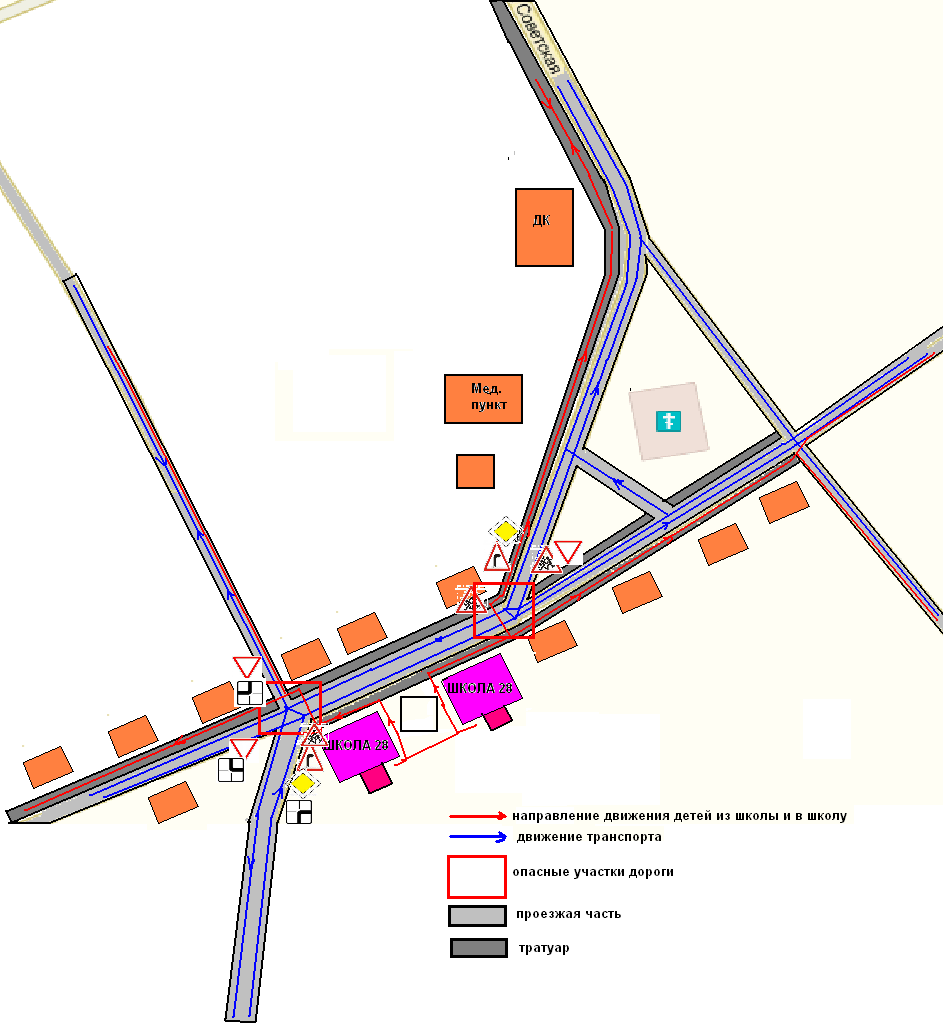 Советская
ДК
Мед.
пункт
ШКОЛА 28
ШКОЛА 28
направление движения детей из школы и в школу
движение транспорта
опасные участки дороги
проезжая часть
тратуар